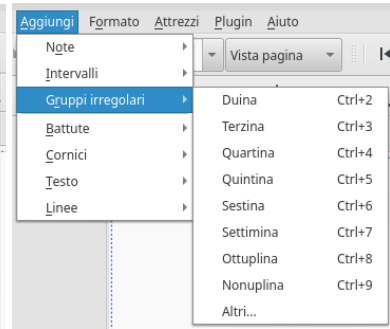 Aggiungi Formato Attrezzi Plugin Aiuto
Note
Vista pagina
Intervalli
Gruppi irregolari
Duina Ctrl+2
Battute
Terzina Ctrl+3
Cornici
Quartina Ctrl+4
Testo
Quintina Ctrl+5
Linee
Sestina Ctrl+6
Settimina Ctrl+7
Ottuplina Ctrl+8
Nonuplina Ctrl+9
Altri...